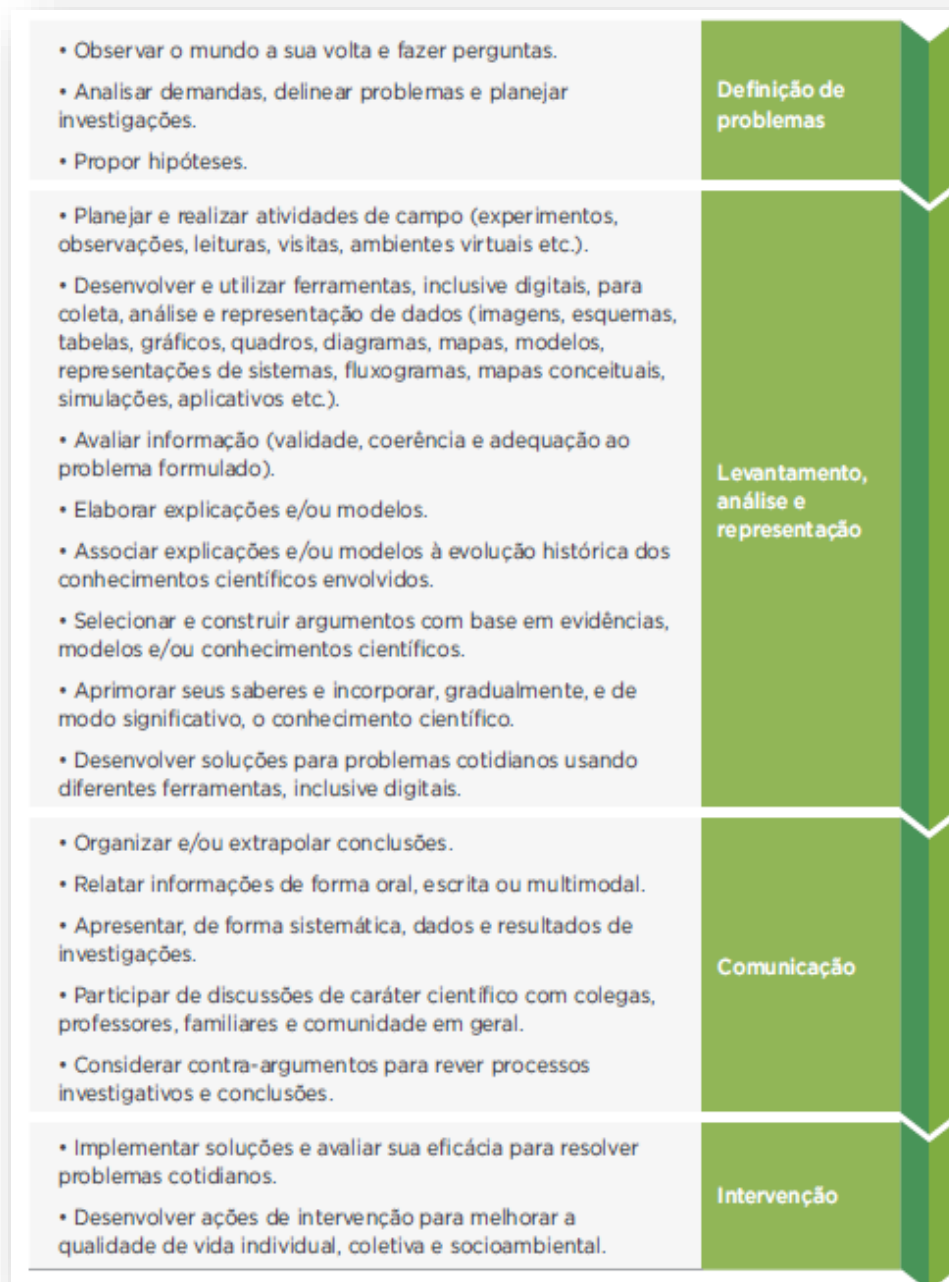 • Observar o mundo a sua volta e fazer perguntas.
• Analisar demandas, delinear problemas e planejar
investigações.
• Propor hipóteses.
Definição de
problemas
• Planejar e realizar atividades de campo (experimentos,
observações, leituras, visitas, ambientes virtuais etc.).
• Desenvolver e utilizar ferramentas, inclusive digitais, para
coleta, análise e representação de dados (imagens, esquemas,
tabelas, gráficos, quadros, diagramas, mapas, modelos,
representações de sistemas, fluxogramas, mapas conceituais,
simulações, aplicativos etc.).
• Avaliar informação (validade, coerência e adequação ao
problema formulado).
• Elaborar explicações e/ou modelos.
• Associar explicações e/ou modelos à evolução histórica dos
conhecimentos científicos envolvidos.
• Selecionar e construir argumentos com base em evidências,
modelos e/ou conhecimentos científicos.
• Aprimorar seus saberes e incorporar, gradualmente, e de
modo significativo, o conhecimento científico.
• Desenvolver soluções para problemas cotidianos usando
diferentes ferramentas, inclusive digitais.
Levantamento,
análise e
representação
• Organizar e/ou extrapolar conclusões.
• Relatar informações de forma oral, escrita ou multimodal.
• Apresentar, de forma sistemática, dados e resultados de
investigações.
• Participar de discussões de caráter científico com colegas,
professores, familiares e comunidade em geral.
• Considerar contra-argumentos para rever processos
investigativos e conclusões.
Comunicação
• Implementar soluções e avaliar sua eficácia para resolver
problemas cotidianos.
• Desenvolver ações de intervenção para melhorar a
qualidade de vida individual, coletiva e socioambiental.
Intervenção